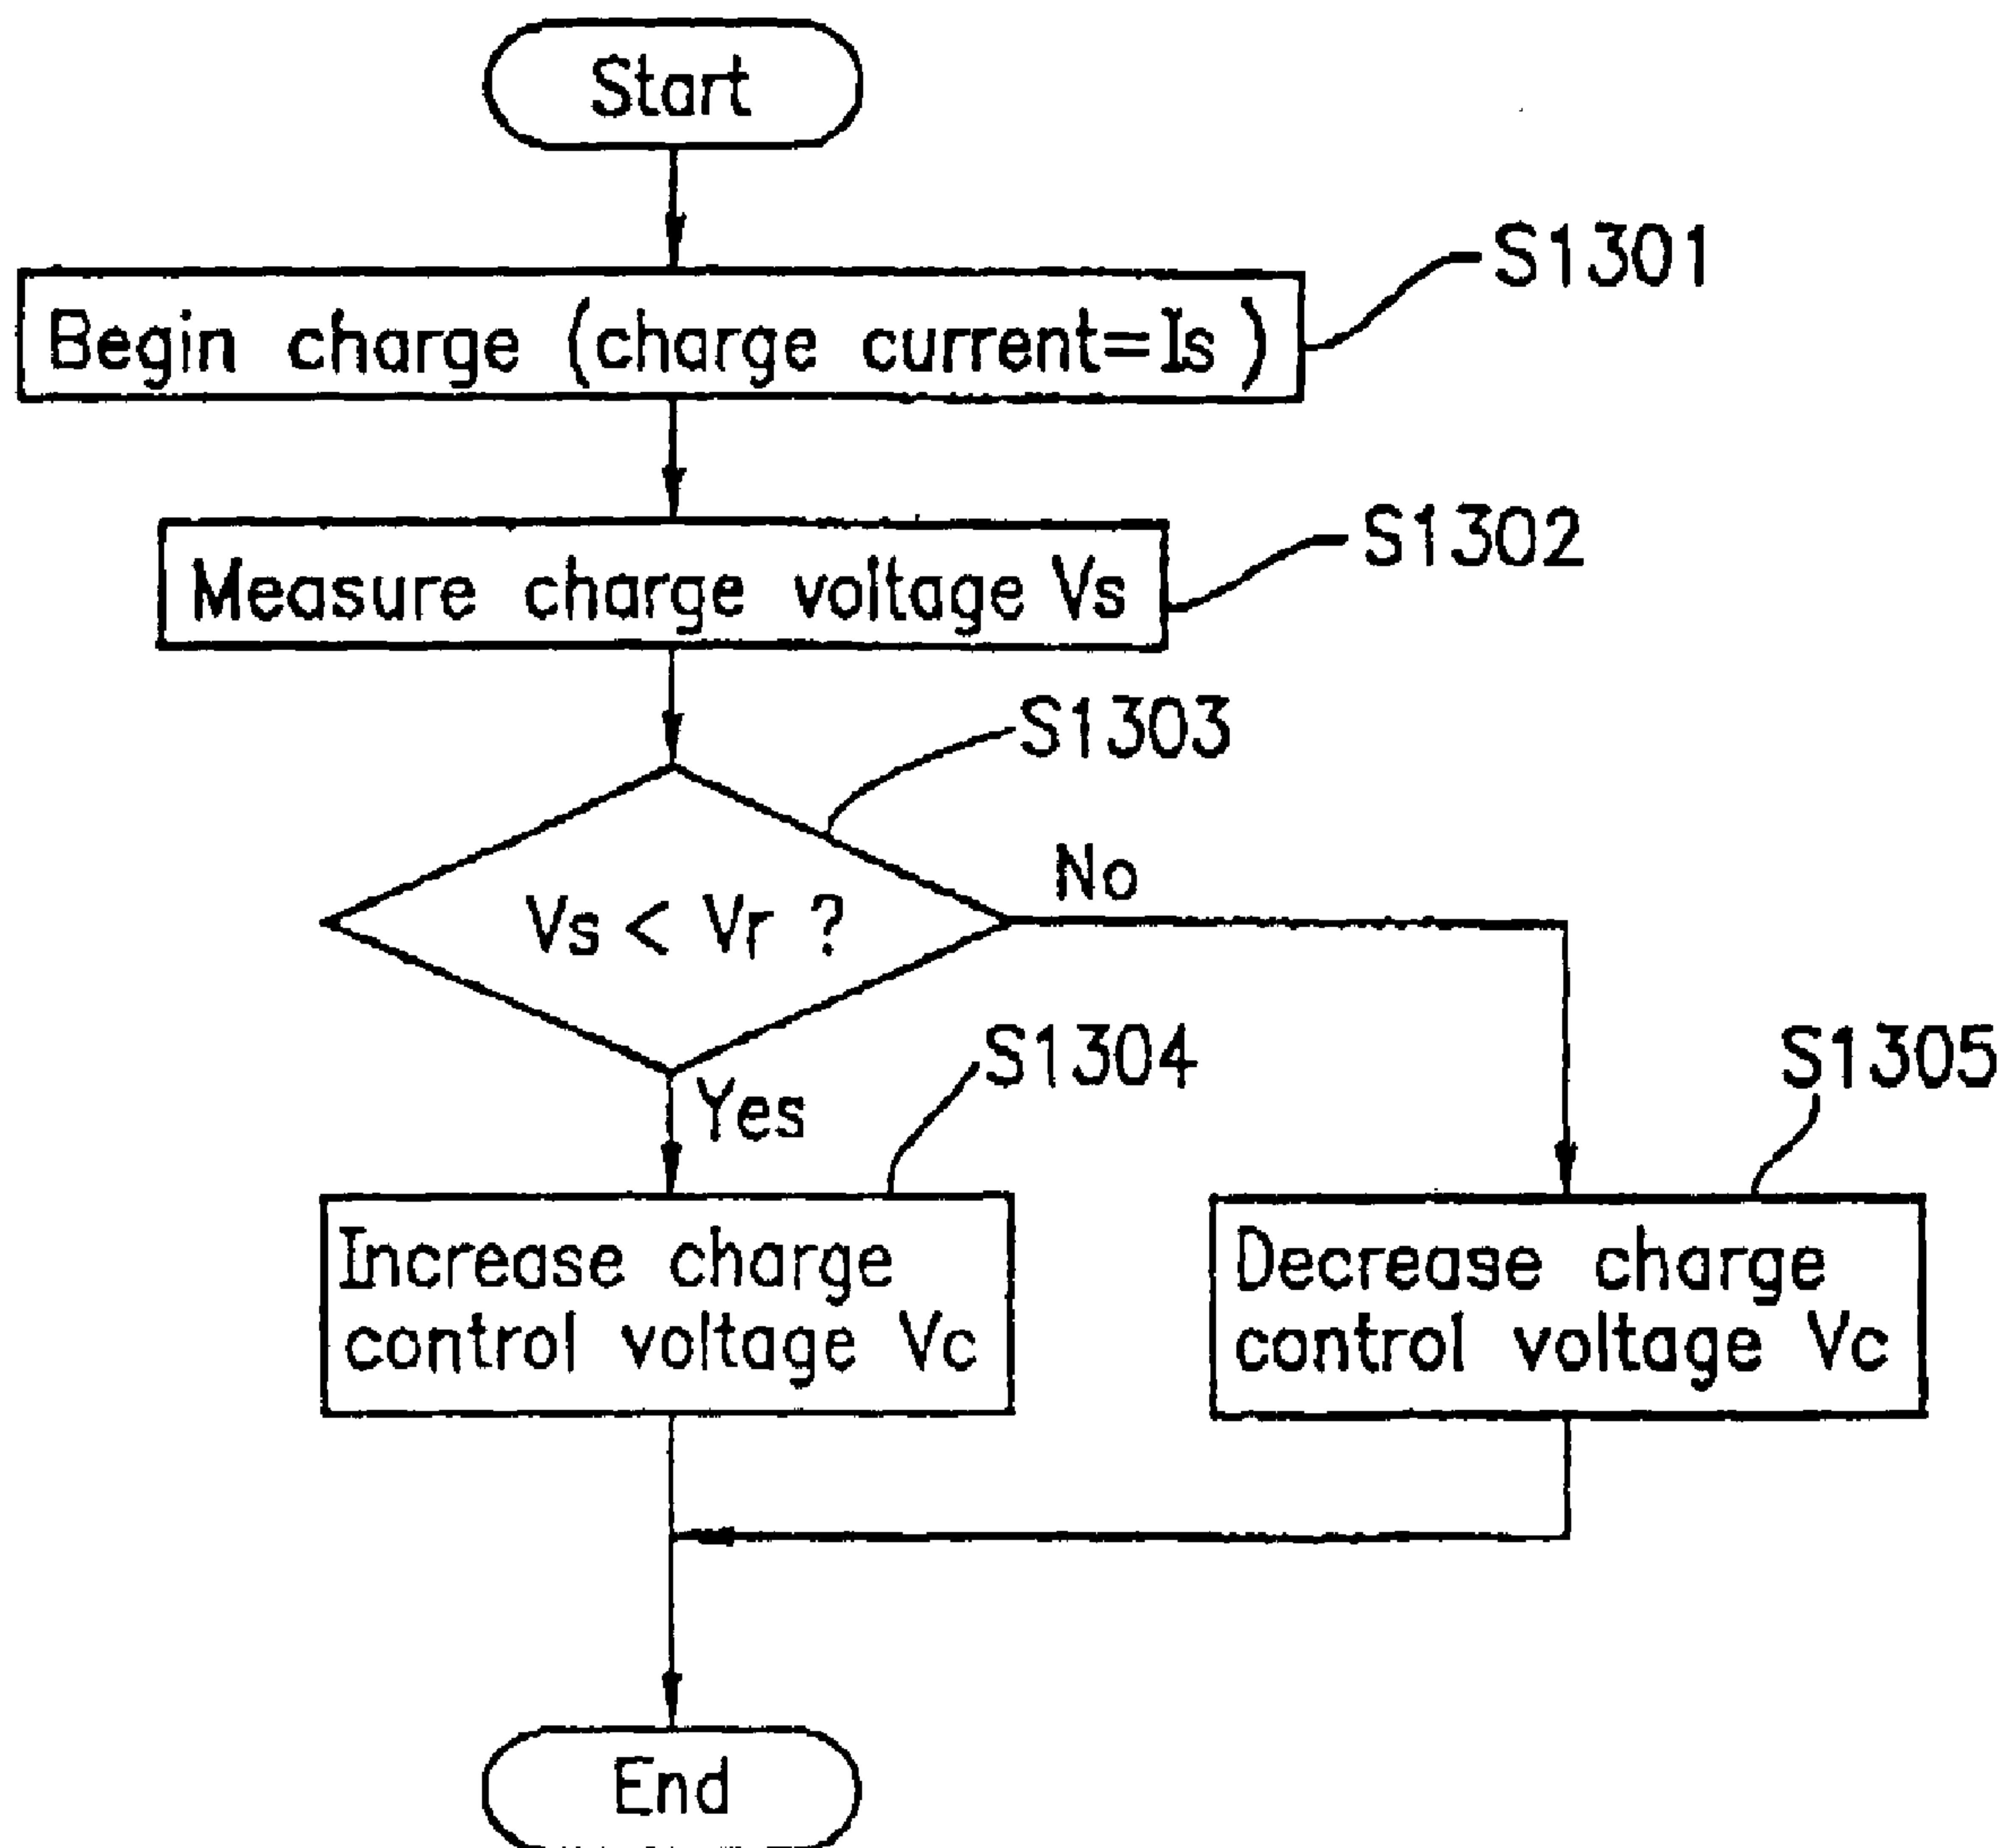 Start
S1301
Begin charge (charge current=Is)
S1302
Measure charge voltage Vs
S1303
Vs < Vr ?
No
Yes
S1304
S1305
Increase charge
control voltage Vc
Decrease charge
control voltage Vc
End